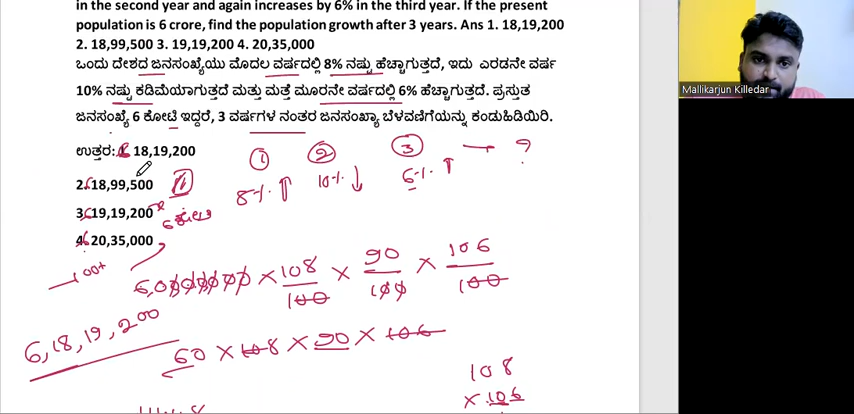 in the second year and again increases by 6% in the third year. If the present
population is 6 crore, find the population growth after 3 years. Ans 1. 18,19,200
2. 18,99,500 3. 19,19,200 4. 20,35,000
ಒಂದು ದೇಶದ ಜನಸಂಖ್ಯೆಯು ಮೊದಲ ವರ್ಷದಲ್ಲಿ 8% ನಷ್ಟು ಹೆಚ್ಚಾಗುತ್ತದೆ, ಇದು ಎರಡನೇ ವರ್ಷ
10% ನಷ್ಟು ಕಡಿಮೆಯಾಗುತ್ತದೆ ಮತ್ತು ಮತ್ತೆ ಮೂರನೇ ವರ್ಷದಲ್ಲಿ 6% ಹೆಚ್ಚಾಗುತ್ತದೆ. ಪ್ರಸ್ತುತ
ಜನಸಂಖ್ಯೆ 6 ಕೋಟಿ ಇದ್ದರೆ, 3 ವರ್ಷಗಳ ನಂತರ ಜನಸಂಖ್ಯಾ ಬೆಳವಣಿಗೆಯನ್ನು ಕಂಡುಹಿಡಿಯಿರಿ.
Mallikarjun Killedar
ಉತ್ತರ: 18,19,200
① ② ③ → ?
2. 18,99,500
8% ↑ 10% ↓ 6% ↑
3. 19,19,200
4. 20,35,000
100+
6,00000000 × 108/100 × 90/100 × 106/100
6,18,19,200
60 × 108 × 90 × 106
108
× 106